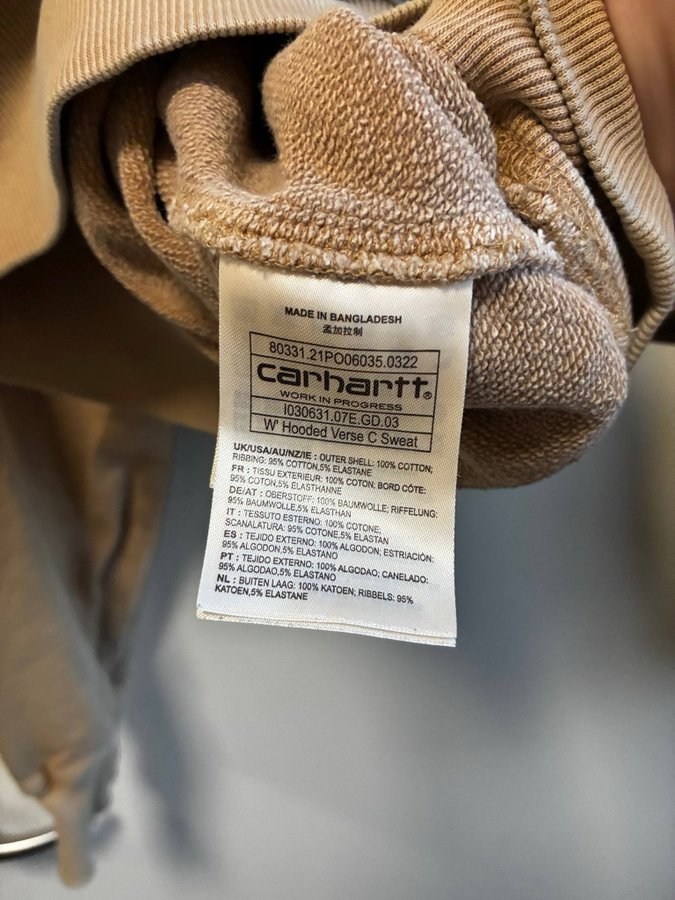 MADE IN BANGLADESH
孟加拉制
80331.21PO06035.0322
carhartt®
WORK IN PROGRESS
I030631.07E.GD.03
W' Hooded Verse C Sweat
UK/USA/AU/NZ/IE : OUTER SHELL: 100% COTTON;
RIBBING: 95% COTTON,5% ELASTANE
FR : TISSU EXTERIEUR: 100% COTON; BORD CÔTE:
95% COTON,5% ELASTHANNE
DE/AT : OBERSTOFF: 100% BAUMWOLLE; RIFFELUNG:
95% BAUMWOLLE,5% ELASTHAN
IT : TESSUTO ESTERNO: 100% COTONE,
SCANALATURA: 95% COTONE,5% ELASTAN
ES : TEJIDO EXTERNO: 100% ALGODON; ESTRIACIÓN:
95% ALGODON,5% ELASTANO
PT : TEJIDO EXTERNO: 100% ALGODAO; CANELADO:
95% ALGODAO,5% ELASTANO
NL : BUITEN LAAG: 100% KATOEN; RIBBELS: 95%
KATOEN,5% ELASTANE